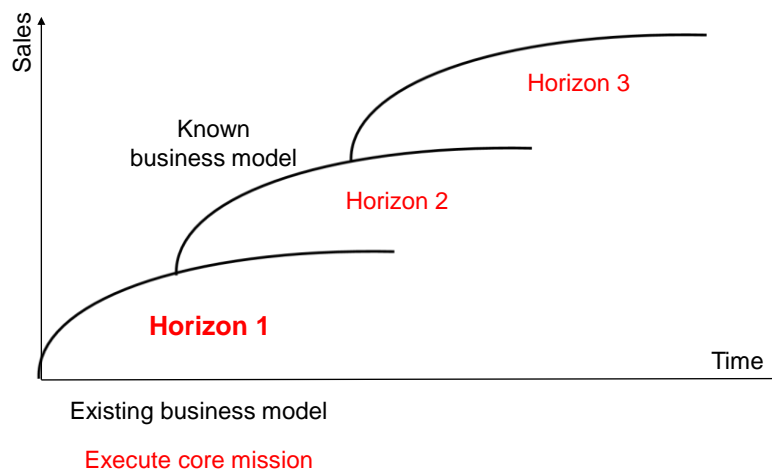 Sales
Horizon 3
Known
business model
Horizon 2
Horizon 1
Time
Existing business model
Execute core mission